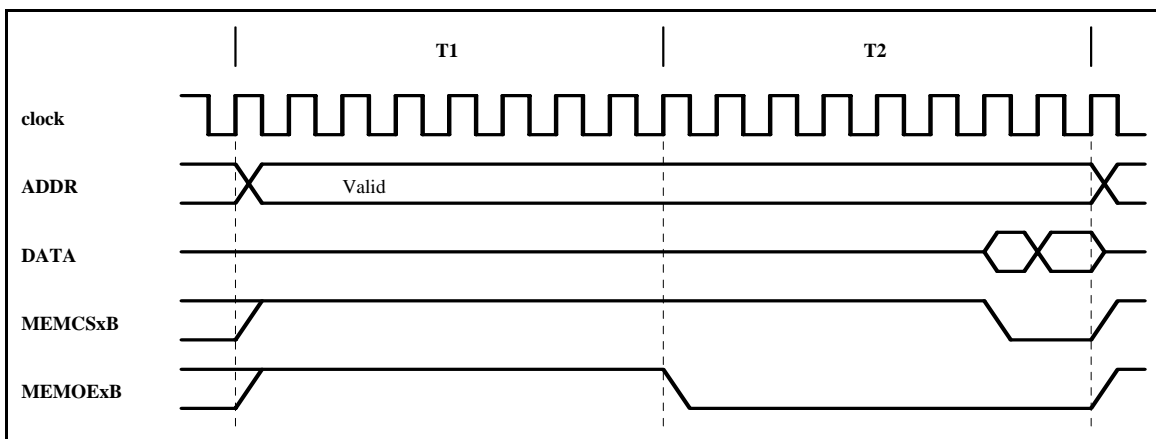 T1 T2
clock
ADDR Valid
DATA
MEMCSxB
MEMOExB